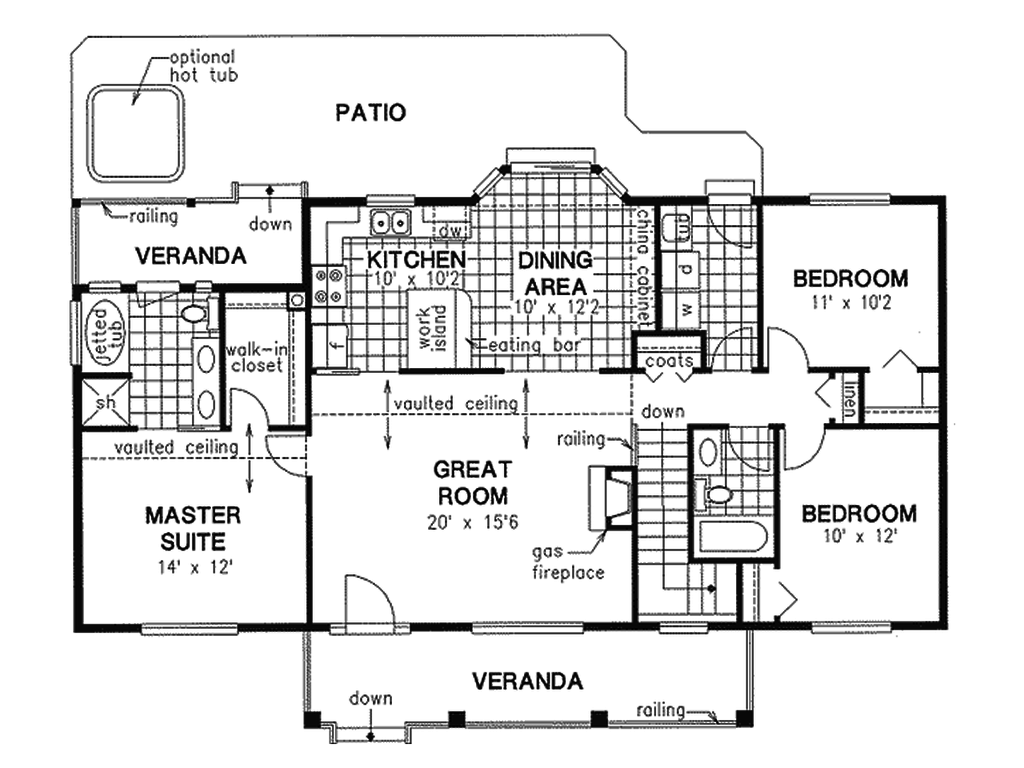 optional
hot tub
PATIO
railing
down
VERANDA
dw
KITCHEN
10' x 10'2
DINING
AREA
10' x 12'2
china cabinet
d
w
BEDROOM
11' x 10'2
jetted
tub
walk-in
closet
work
island
f
eating bar
coats
sh
vaulted ceiling
down
linen
vaulted ceiling
railing
GREAT
ROOM
20' x 15'6
MASTER
SUITE
14' x 12'
BEDROOM
10' x 12'
gas
fireplace
VERANDA
down
railing